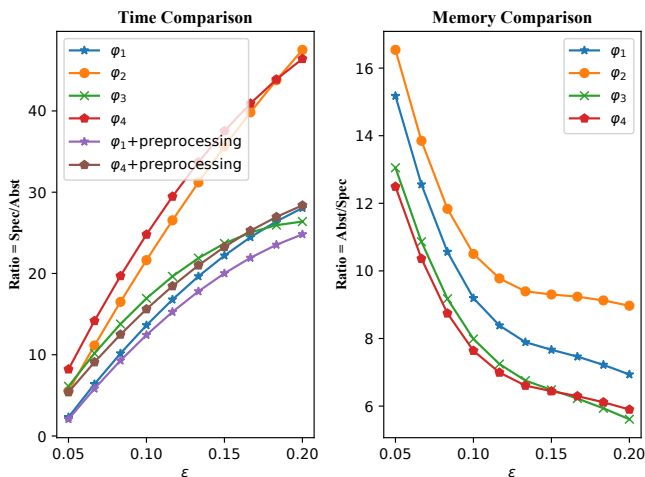 Time Comparison
Ratio = Spec/Abst
40
30
20
10
0
φ1
φ2
φ3
φ4
φ1+preprocessing
φ4+preprocessing
0.05 0.10 0.15 0.20
ε
Memory Comparison
Ratio = Abst/Spec
16
14
12
10
8
6
φ1
φ2
φ3
φ4
0.05 0.10 0.15 0.20
ε